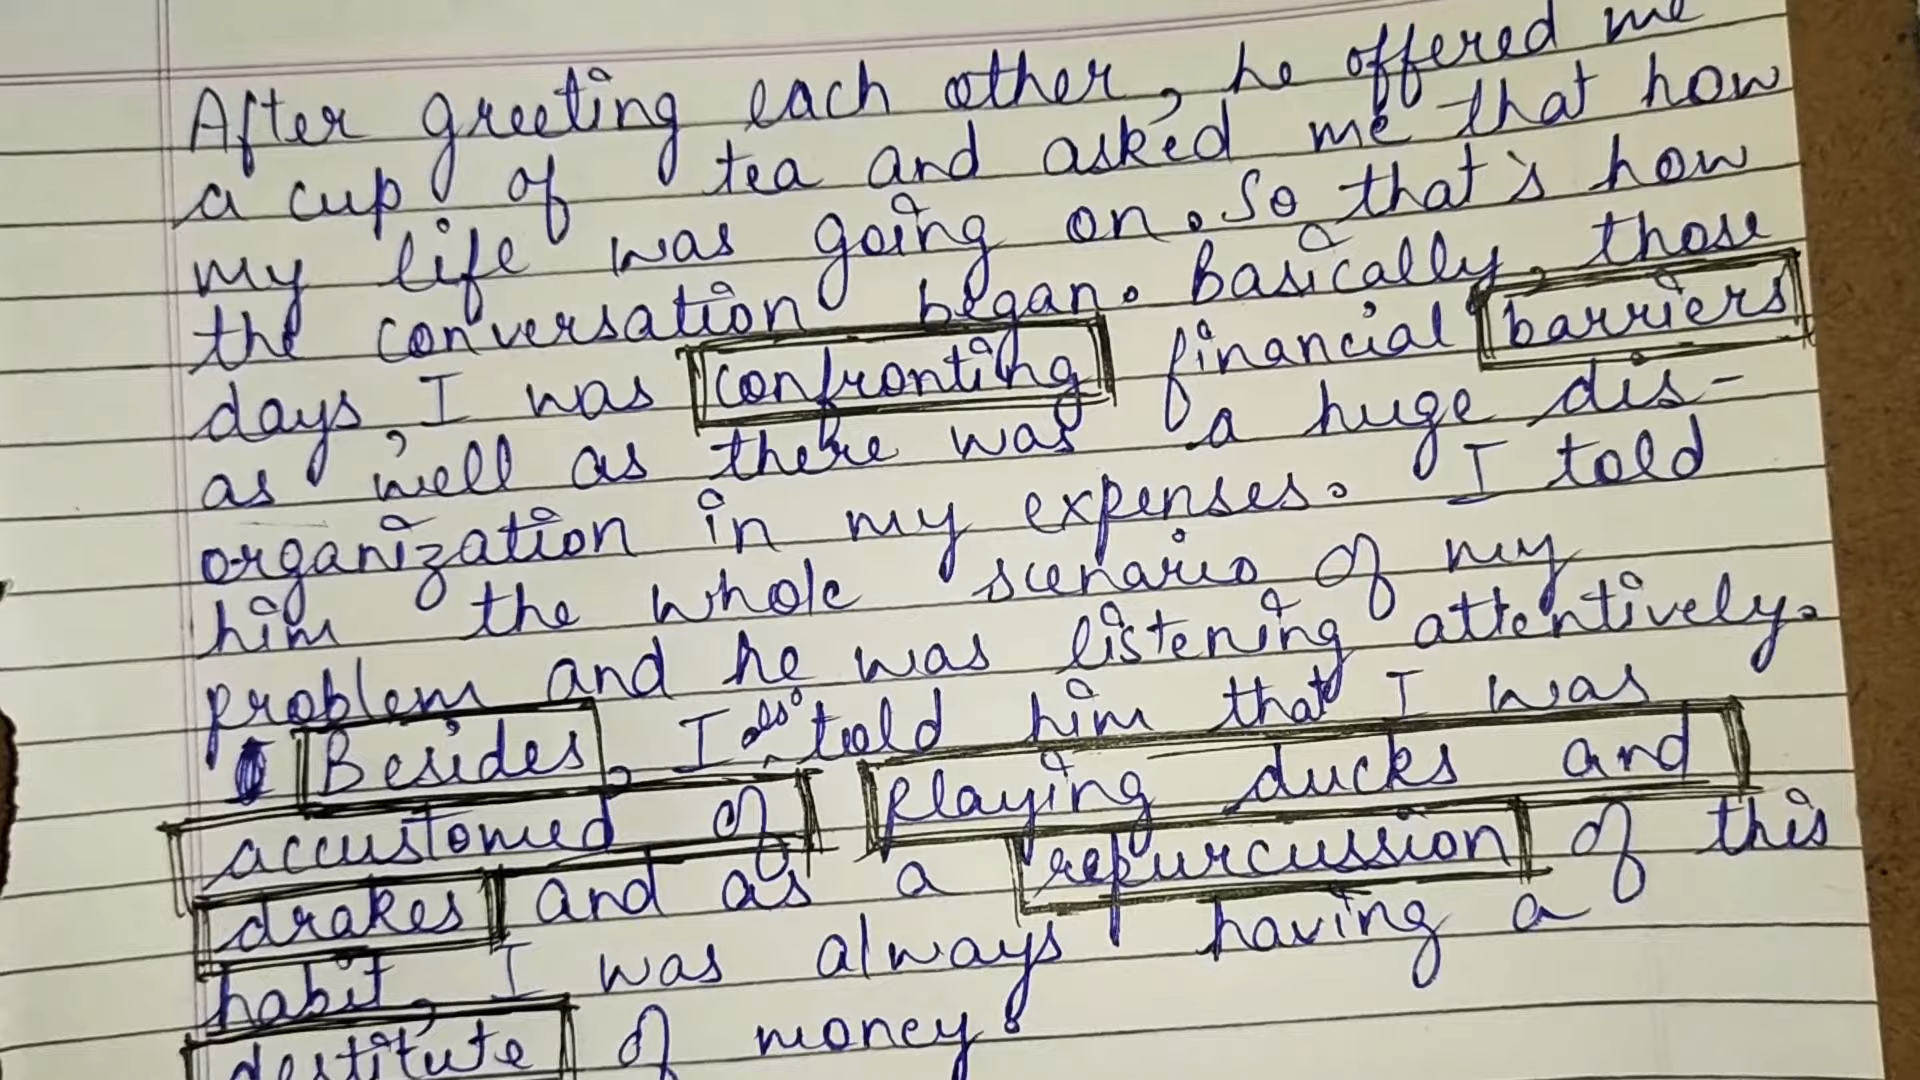 After greeting each other, he offered me
a cup of tea and asked me that how
my life was going on. So that's how
the conversation began. Basically, those
days, I was confronting financial barriers
as well as there was a huge dis-
organization in my expenses. I told
him the whole scenario of my
problem and he was listening attentively.
Besides, I told him that I was
accustomed of playing ducks and
drakes and as a repurcussion of this
habit, I was always having a
destitute of money.